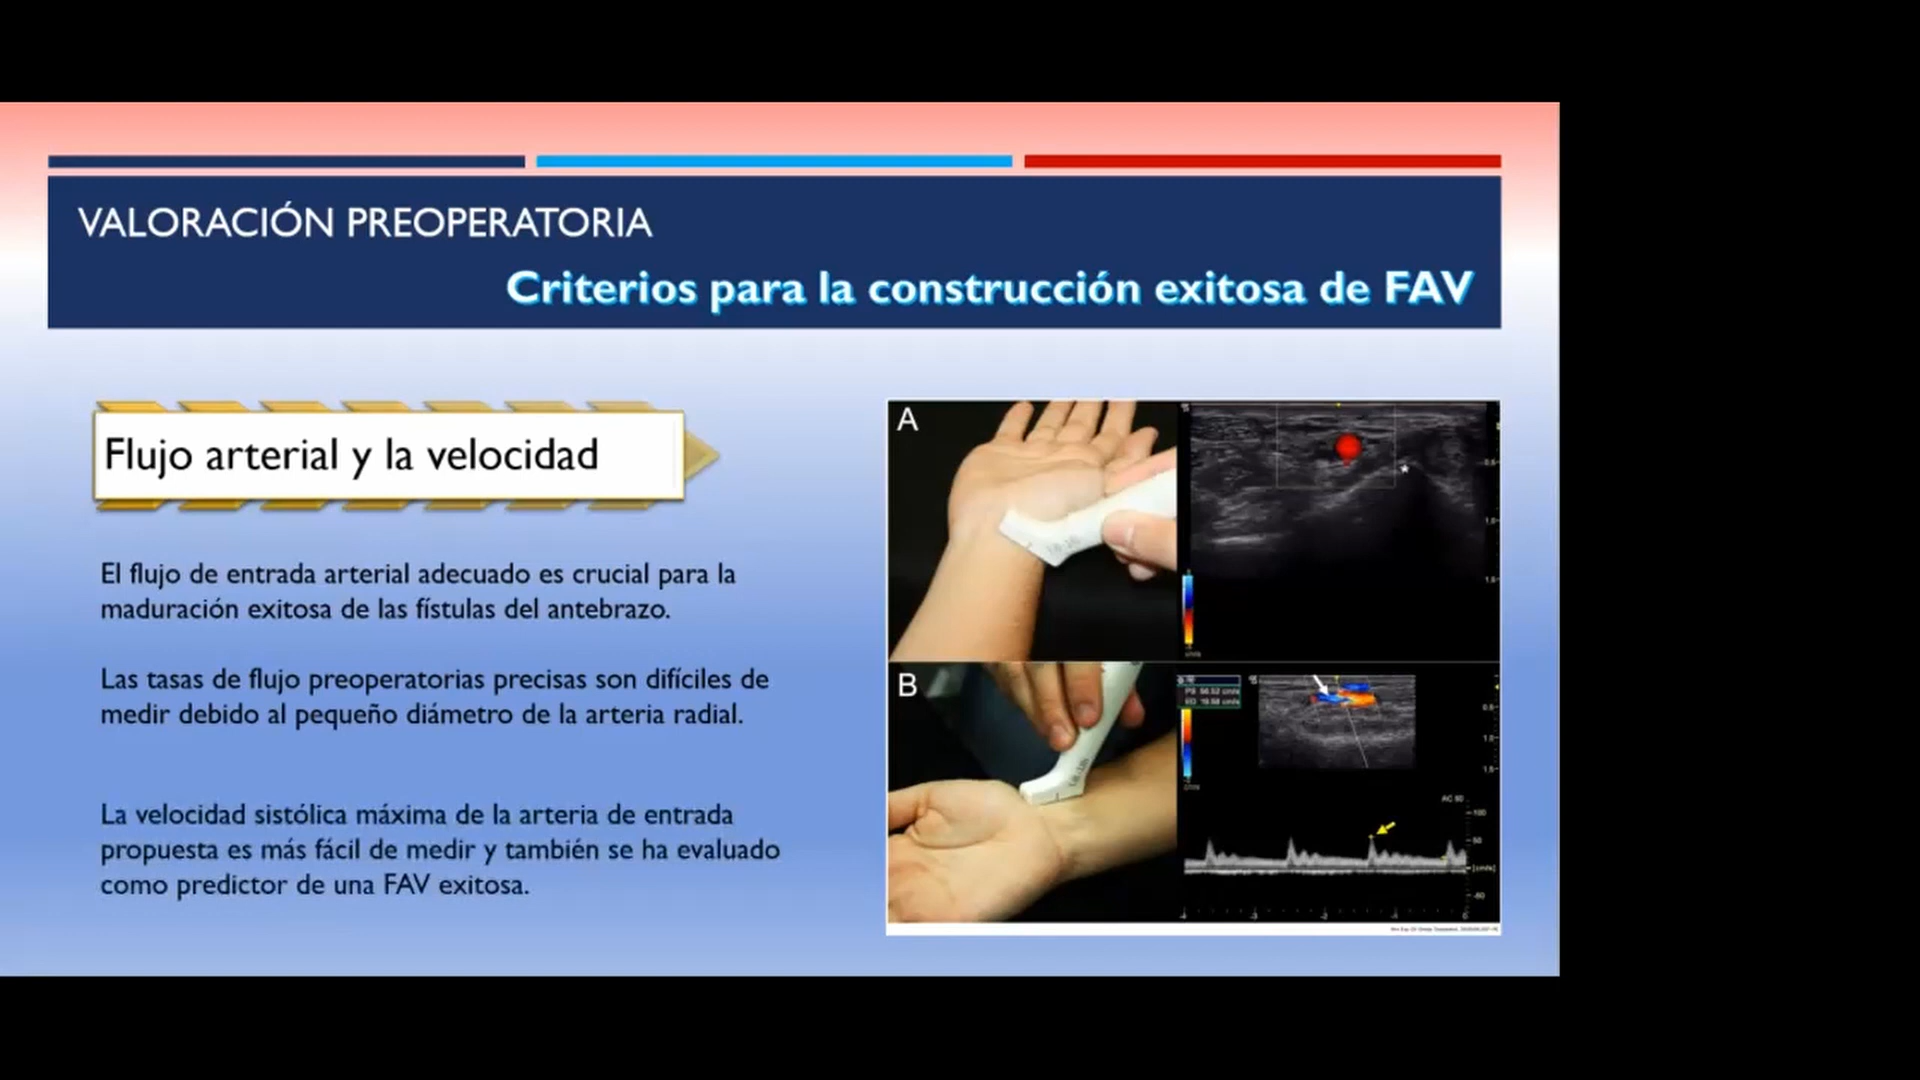 VALORACIÓN PREOPERATORIA
Criterios para la construcción exitosa de FAV
Flujo arterial y la velocidad
El flujo de entrada arterial adecuado es crucial para la
maduración exitosa de las fístulas del antebrazo.
Las tasas de flujo preoperatorias precisas son difíciles de
medir debido al pequeño diámetro de la arteria radial.
La velocidad sistólica máxima de la arteria de entrada
propuesta es más fácil de medir y también se ha evaluado
como predictor de una FAV exitosa.
A
B
AC 60